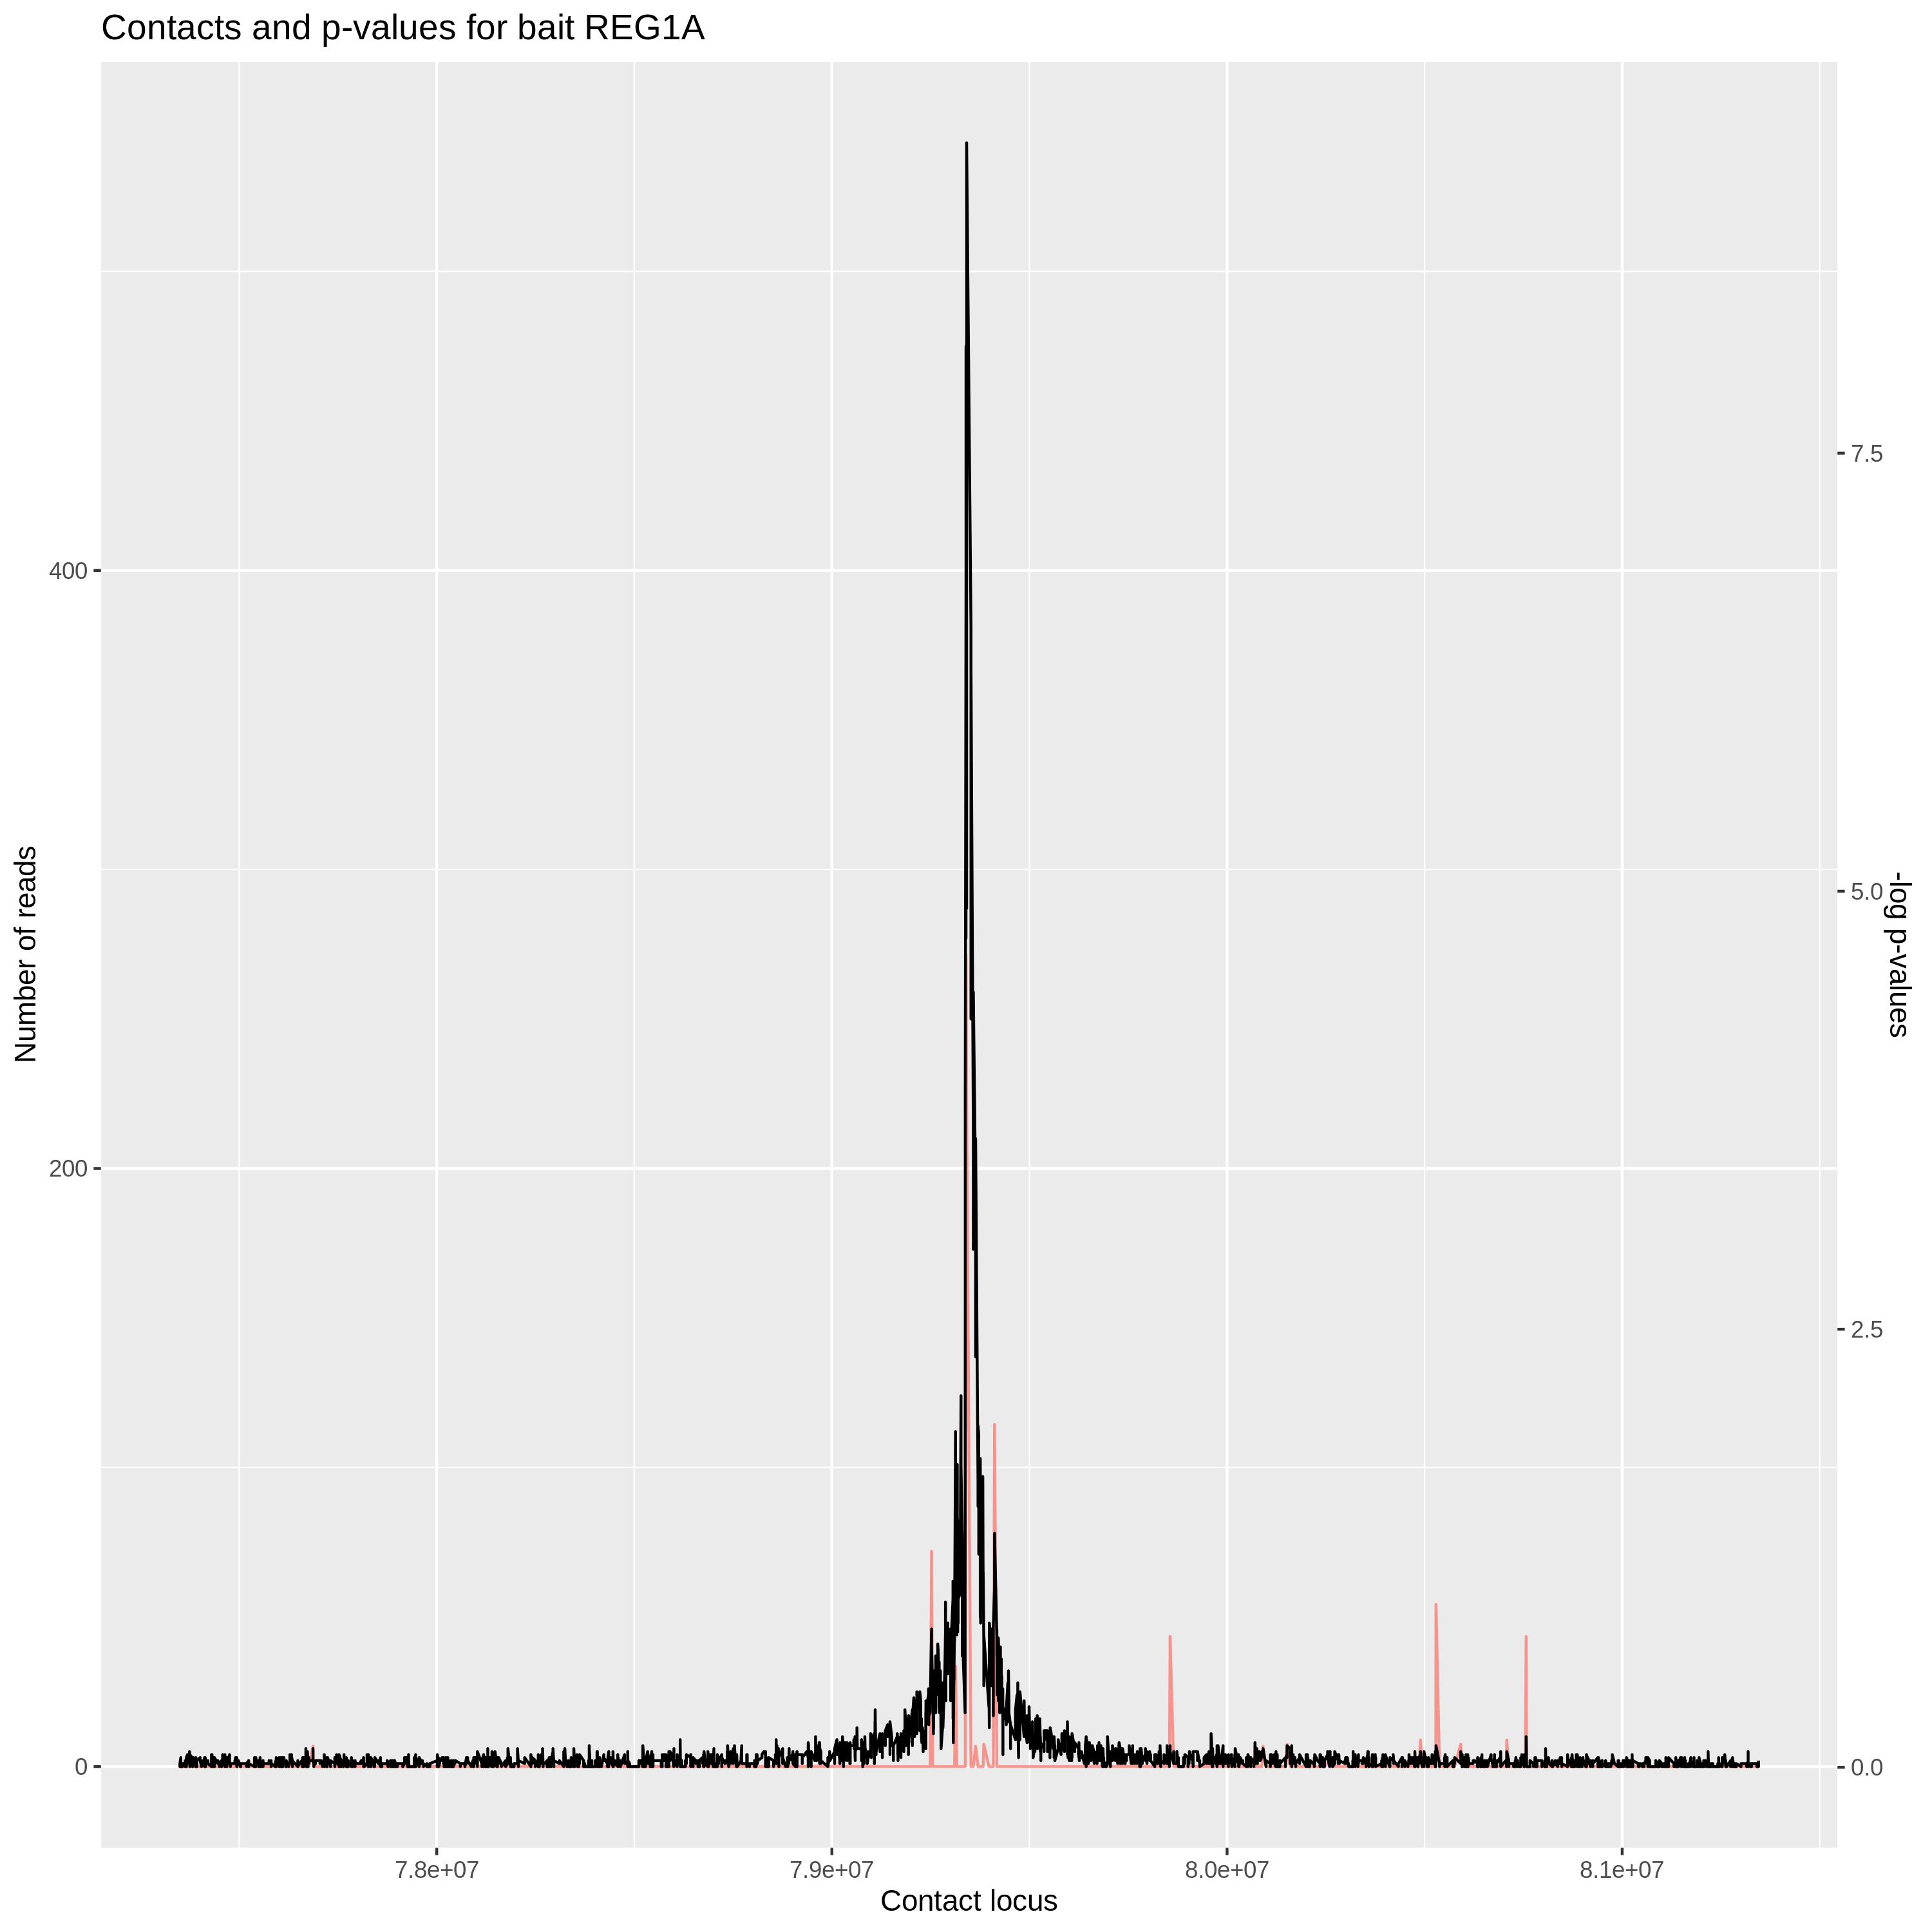 Contacts and p-values for bait REG1A
Number of reads
400
200
0
7.5
5.0
2.5
0.0
-log p-values
7.8e+07
7.9e+07
8.0e+07
8.1e+07
Contact locus